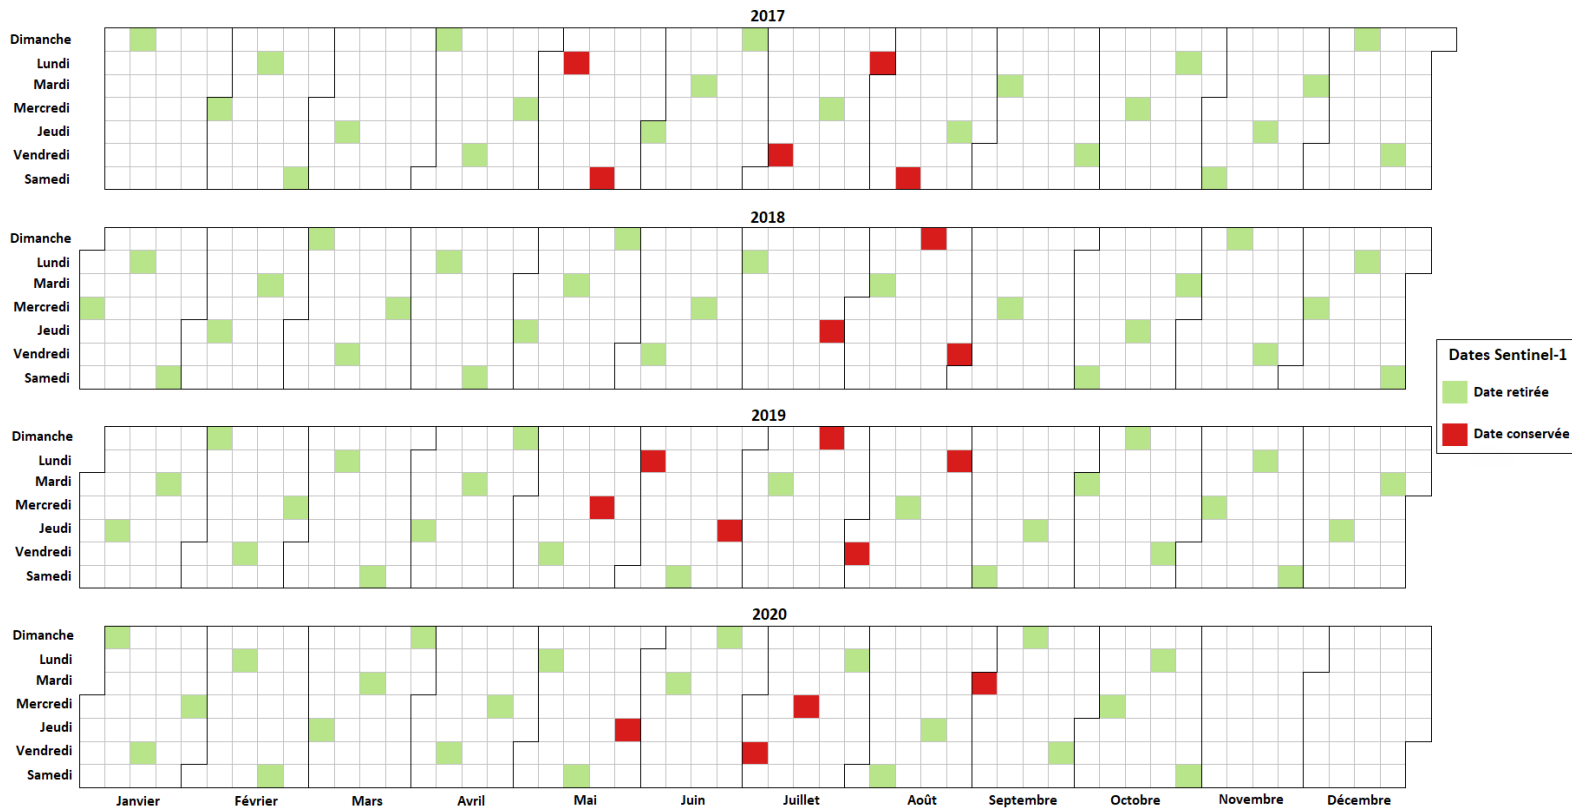 2017
Dimanche
Lundi
Mardi
Mercredi
Jeudi
Vendredi
Samedi
2018
Dimanche
Lundi
Mardi
Mercredi
Jeudi
Vendredi
Samedi
2019
Dimanche
Lundi
Mardi
Mercredi
Jeudi
Vendredi
Samedi
2020
Dimanche
Lundi
Mardi
Mercredi
Jeudi
Vendredi
Samedi
Janvier Février Mars Avril Mai Juin Juillet Août Septembre Octobre Novembre Décembre
Dates Sentinel-1
Date retirée
Date conservée